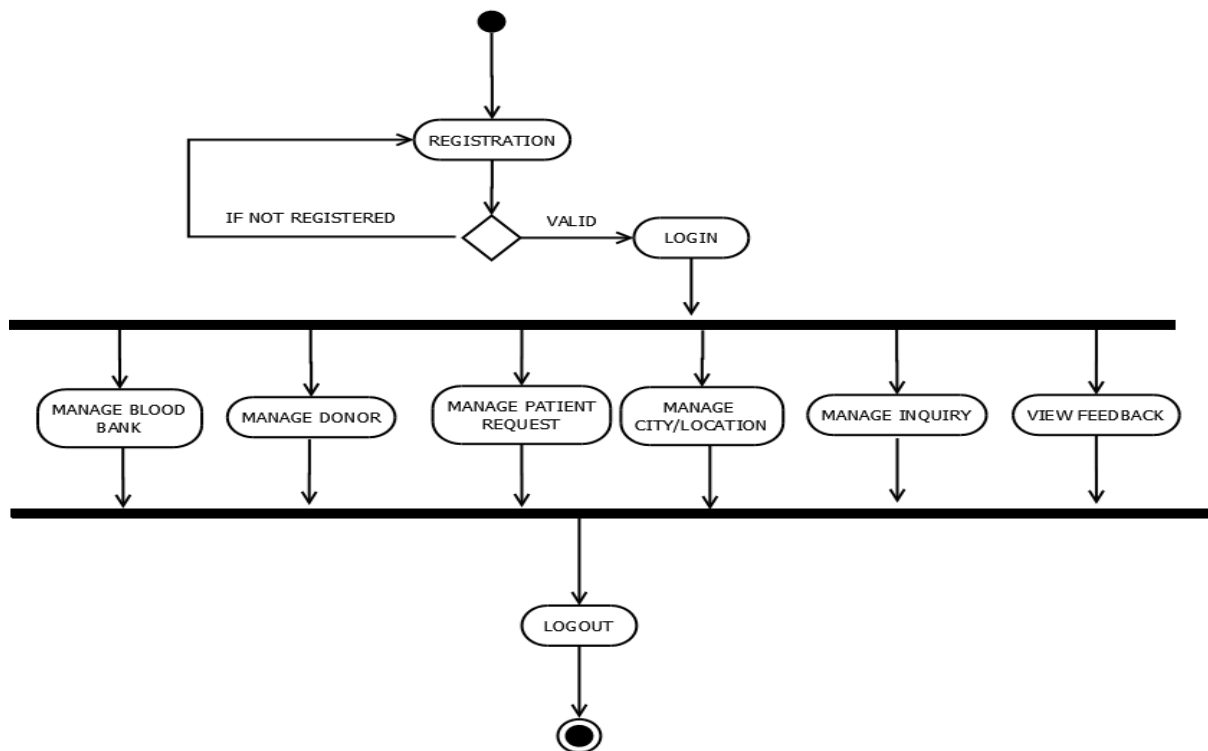 REGISTRATION
IF NOT REGISTERED
VALID
LOGIN
MANAGE BLOOD
BANK
MANAGE DONOR
MANAGE PATIENT
REQUEST
MANAGE
CITY/LOCATION
MANAGE INQUIRY
VIEW FEEDBACK
LOGOUT